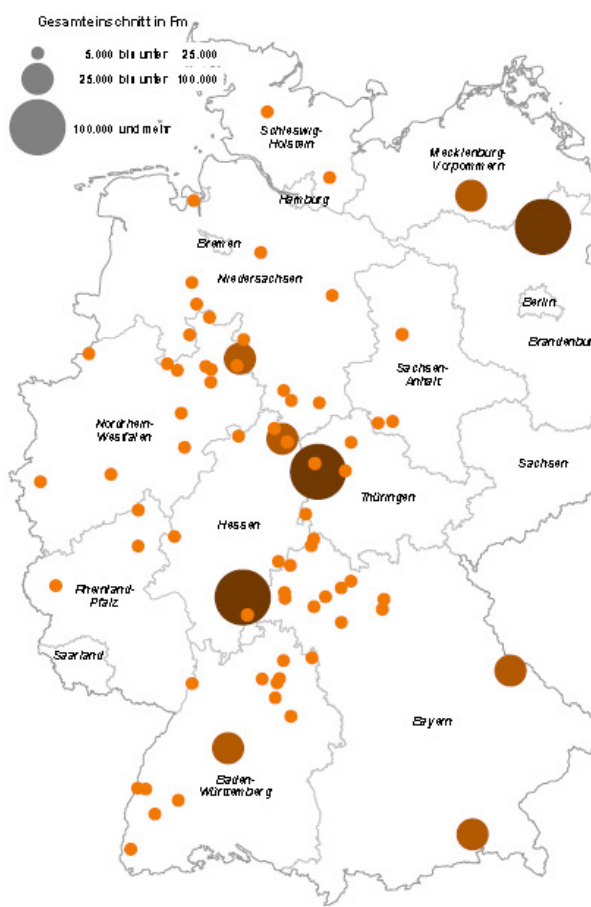 Gesamteinschnitt in Fm
5.000 bis unter 25.000
25.000 bis unter 100.000
100.000 und mehr
Schleswig-
Holstein
Mecklenburg-
Vorpommern
Hamburg
Bremen
Niedersachsen
Berlin
Brandenbur
Sachsen-
Anhalt
Nordrhein-
Westfalen
Sachsen
Thüringen
Hessen
Rheinland-
Pfalz
Saarland
Bayern
Baden-
Württemberg